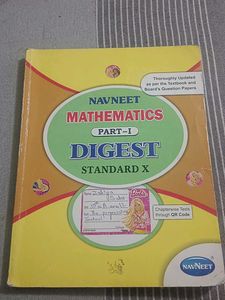 Thoroughly Updated
as per the Textbook and
Board's Question Papers
NAVNEET
MATHEMATICS
PART-I
DIGEST
STANDARD X
Chapterwise Tests
through QR Code
NAVNEET